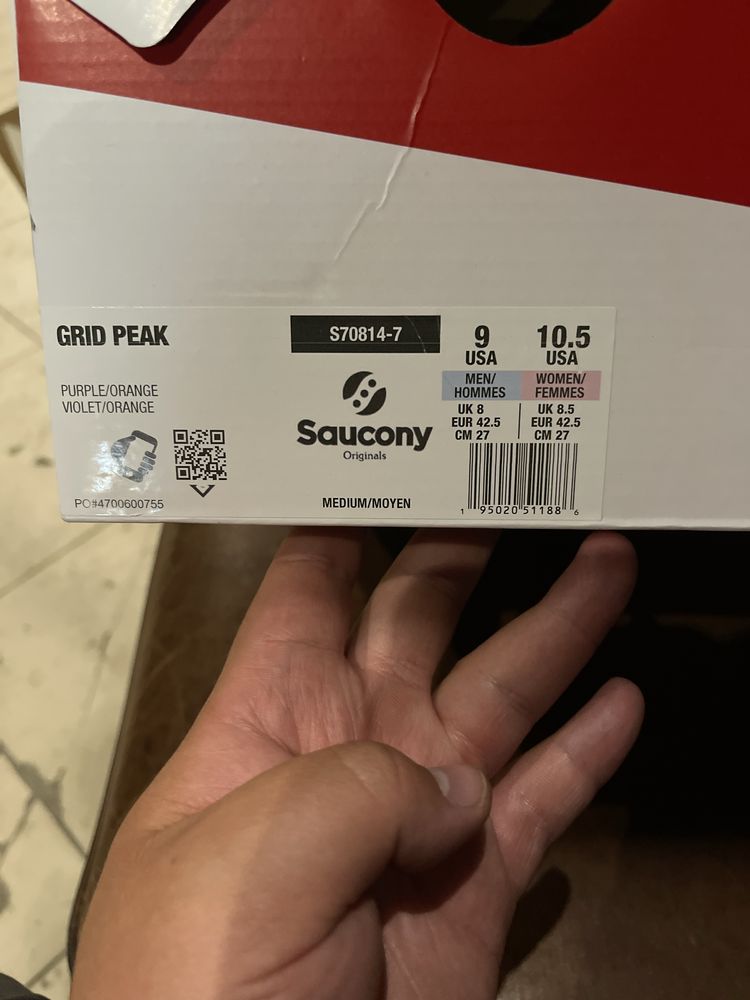 GRID PEAK
PURPLE/ORANGE
VIOLET/ORANGE
PO#4700600755
S70814-7
Saucony
Originals
MEDIUM/MOYEN
9
USA
MEN/
HOMMES
UK 8
EUR 42.5
CM 27
10.5
USA
WOMEN/
FEMMES
UK 8.5
EUR 42.5
CM 27
1 95020 51188 6